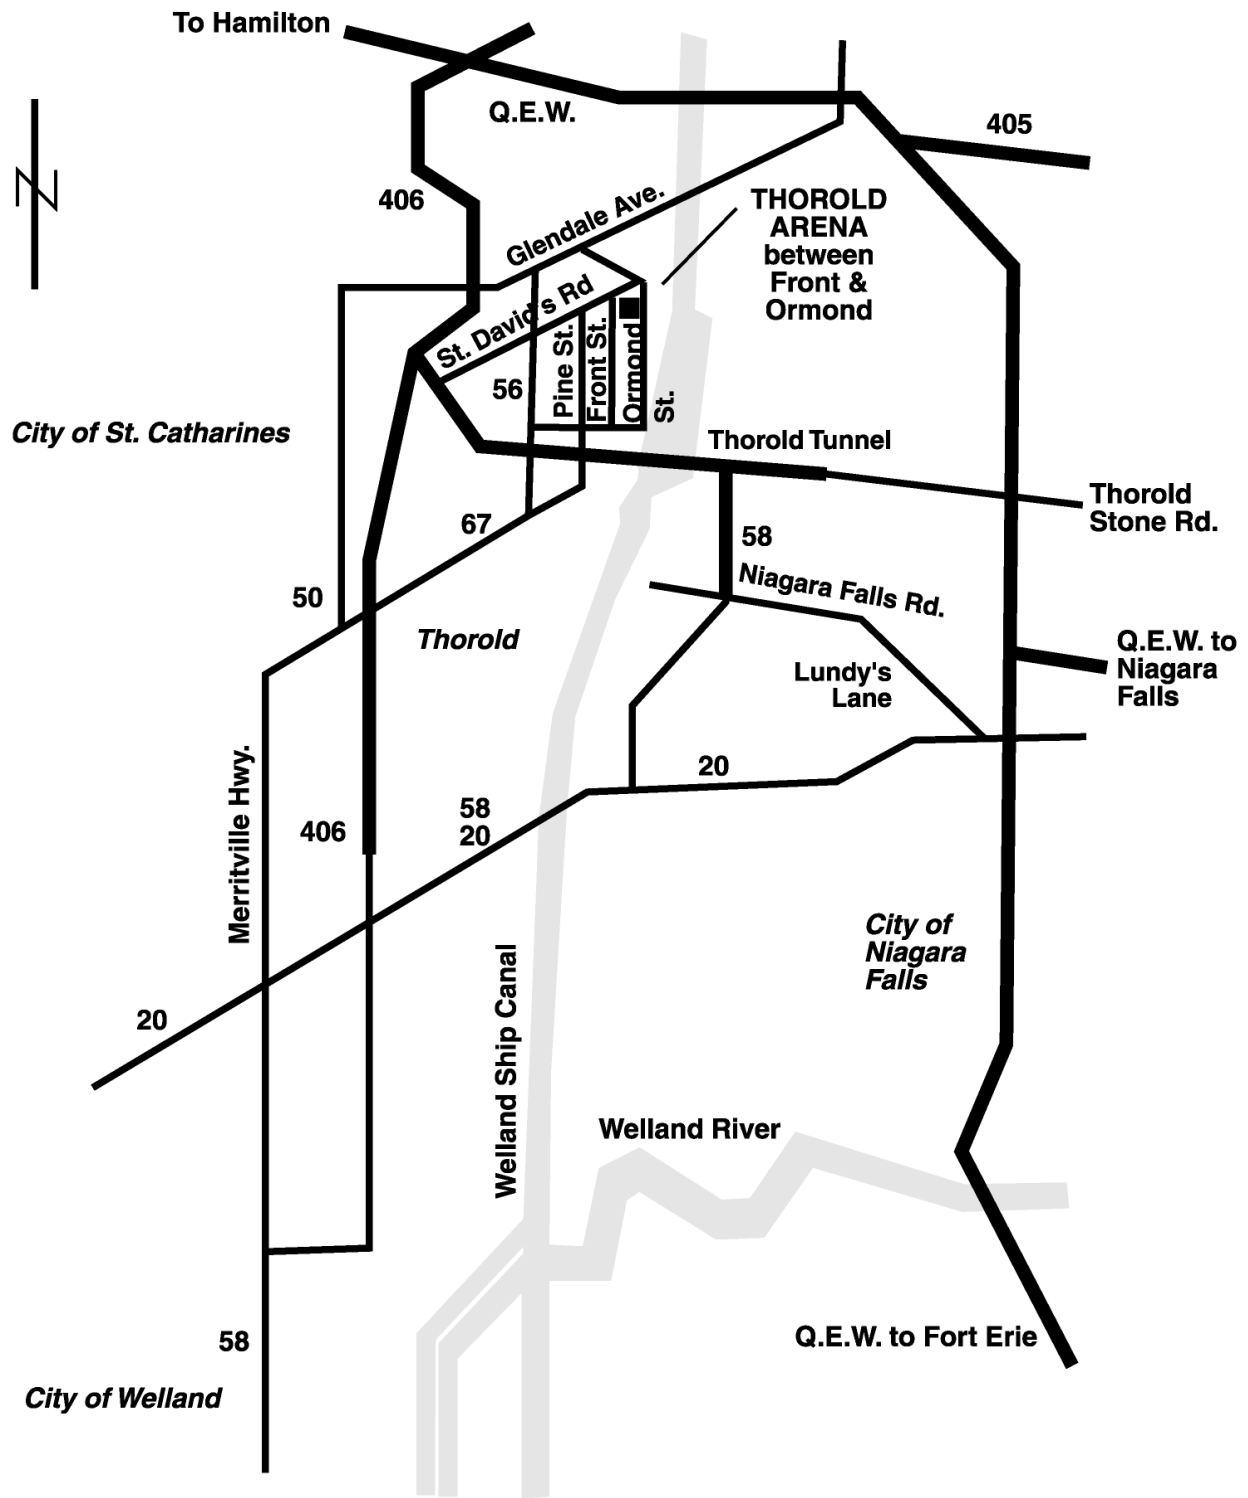 To Hamilton
Q.E.W.
405
406
THOROLD
ARENA
between
Front &
Ormond
Glendale Ave.
St. David's Rd
56
Pine St.
Front St.
Ormond
St.
City of St. Catharines
Thorold Tunnel
Thorold
Stone Rd.
67
58
Niagara Falls Rd.
50
Thorold
Q.E.W. to
Niagara
Falls
Lundy's
Lane
20
58
20
Merritville Hwy.
406
City of
Niagara
Falls
20
Welland Ship Canal
Welland River
58
Q.E.W. to Fort Erie
City of Welland
N